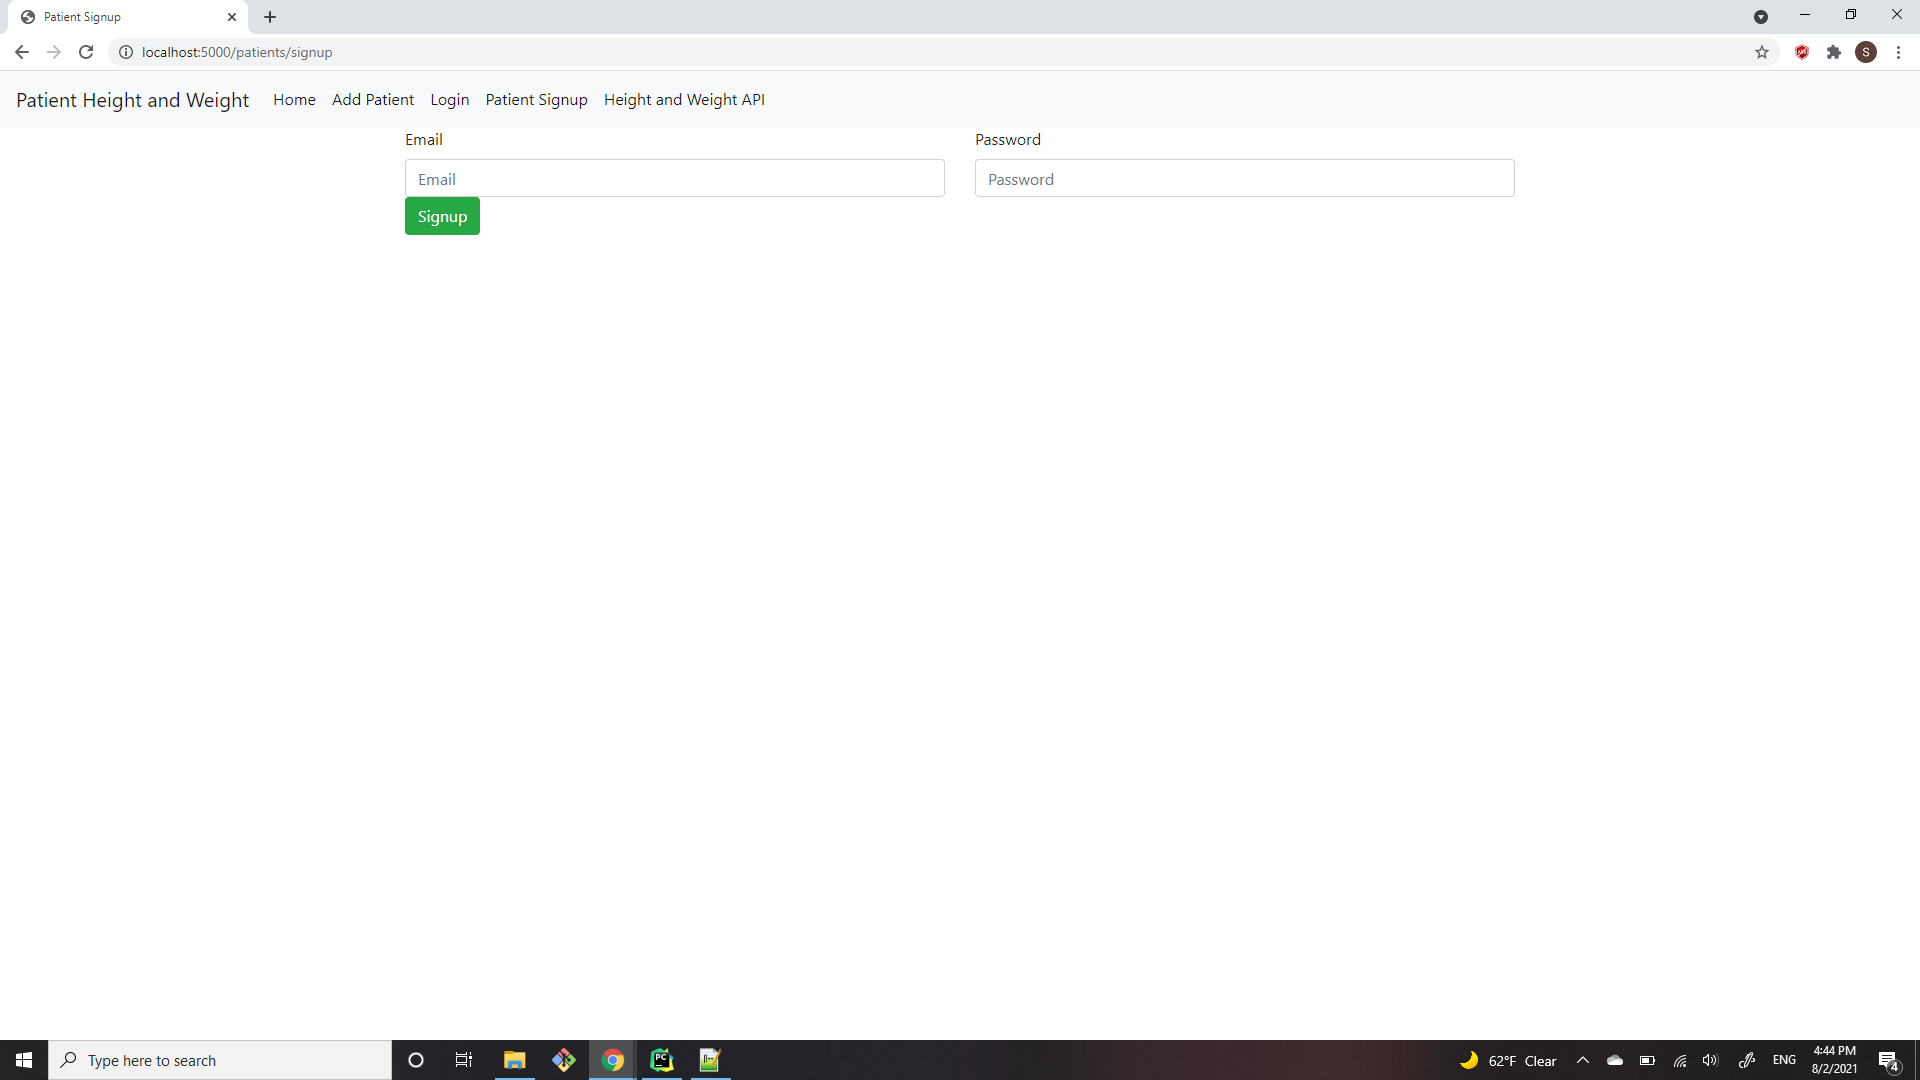 Patient Signup
localhost:5000/patients/signup
S
Patient Height and Weight Home Add Patient Login Patient Signup Height and Weight API
Email Password
Email Password
Signup
Type here to search
PC
62°F Clear
ENG
4:44 PM
8/2/2021
4